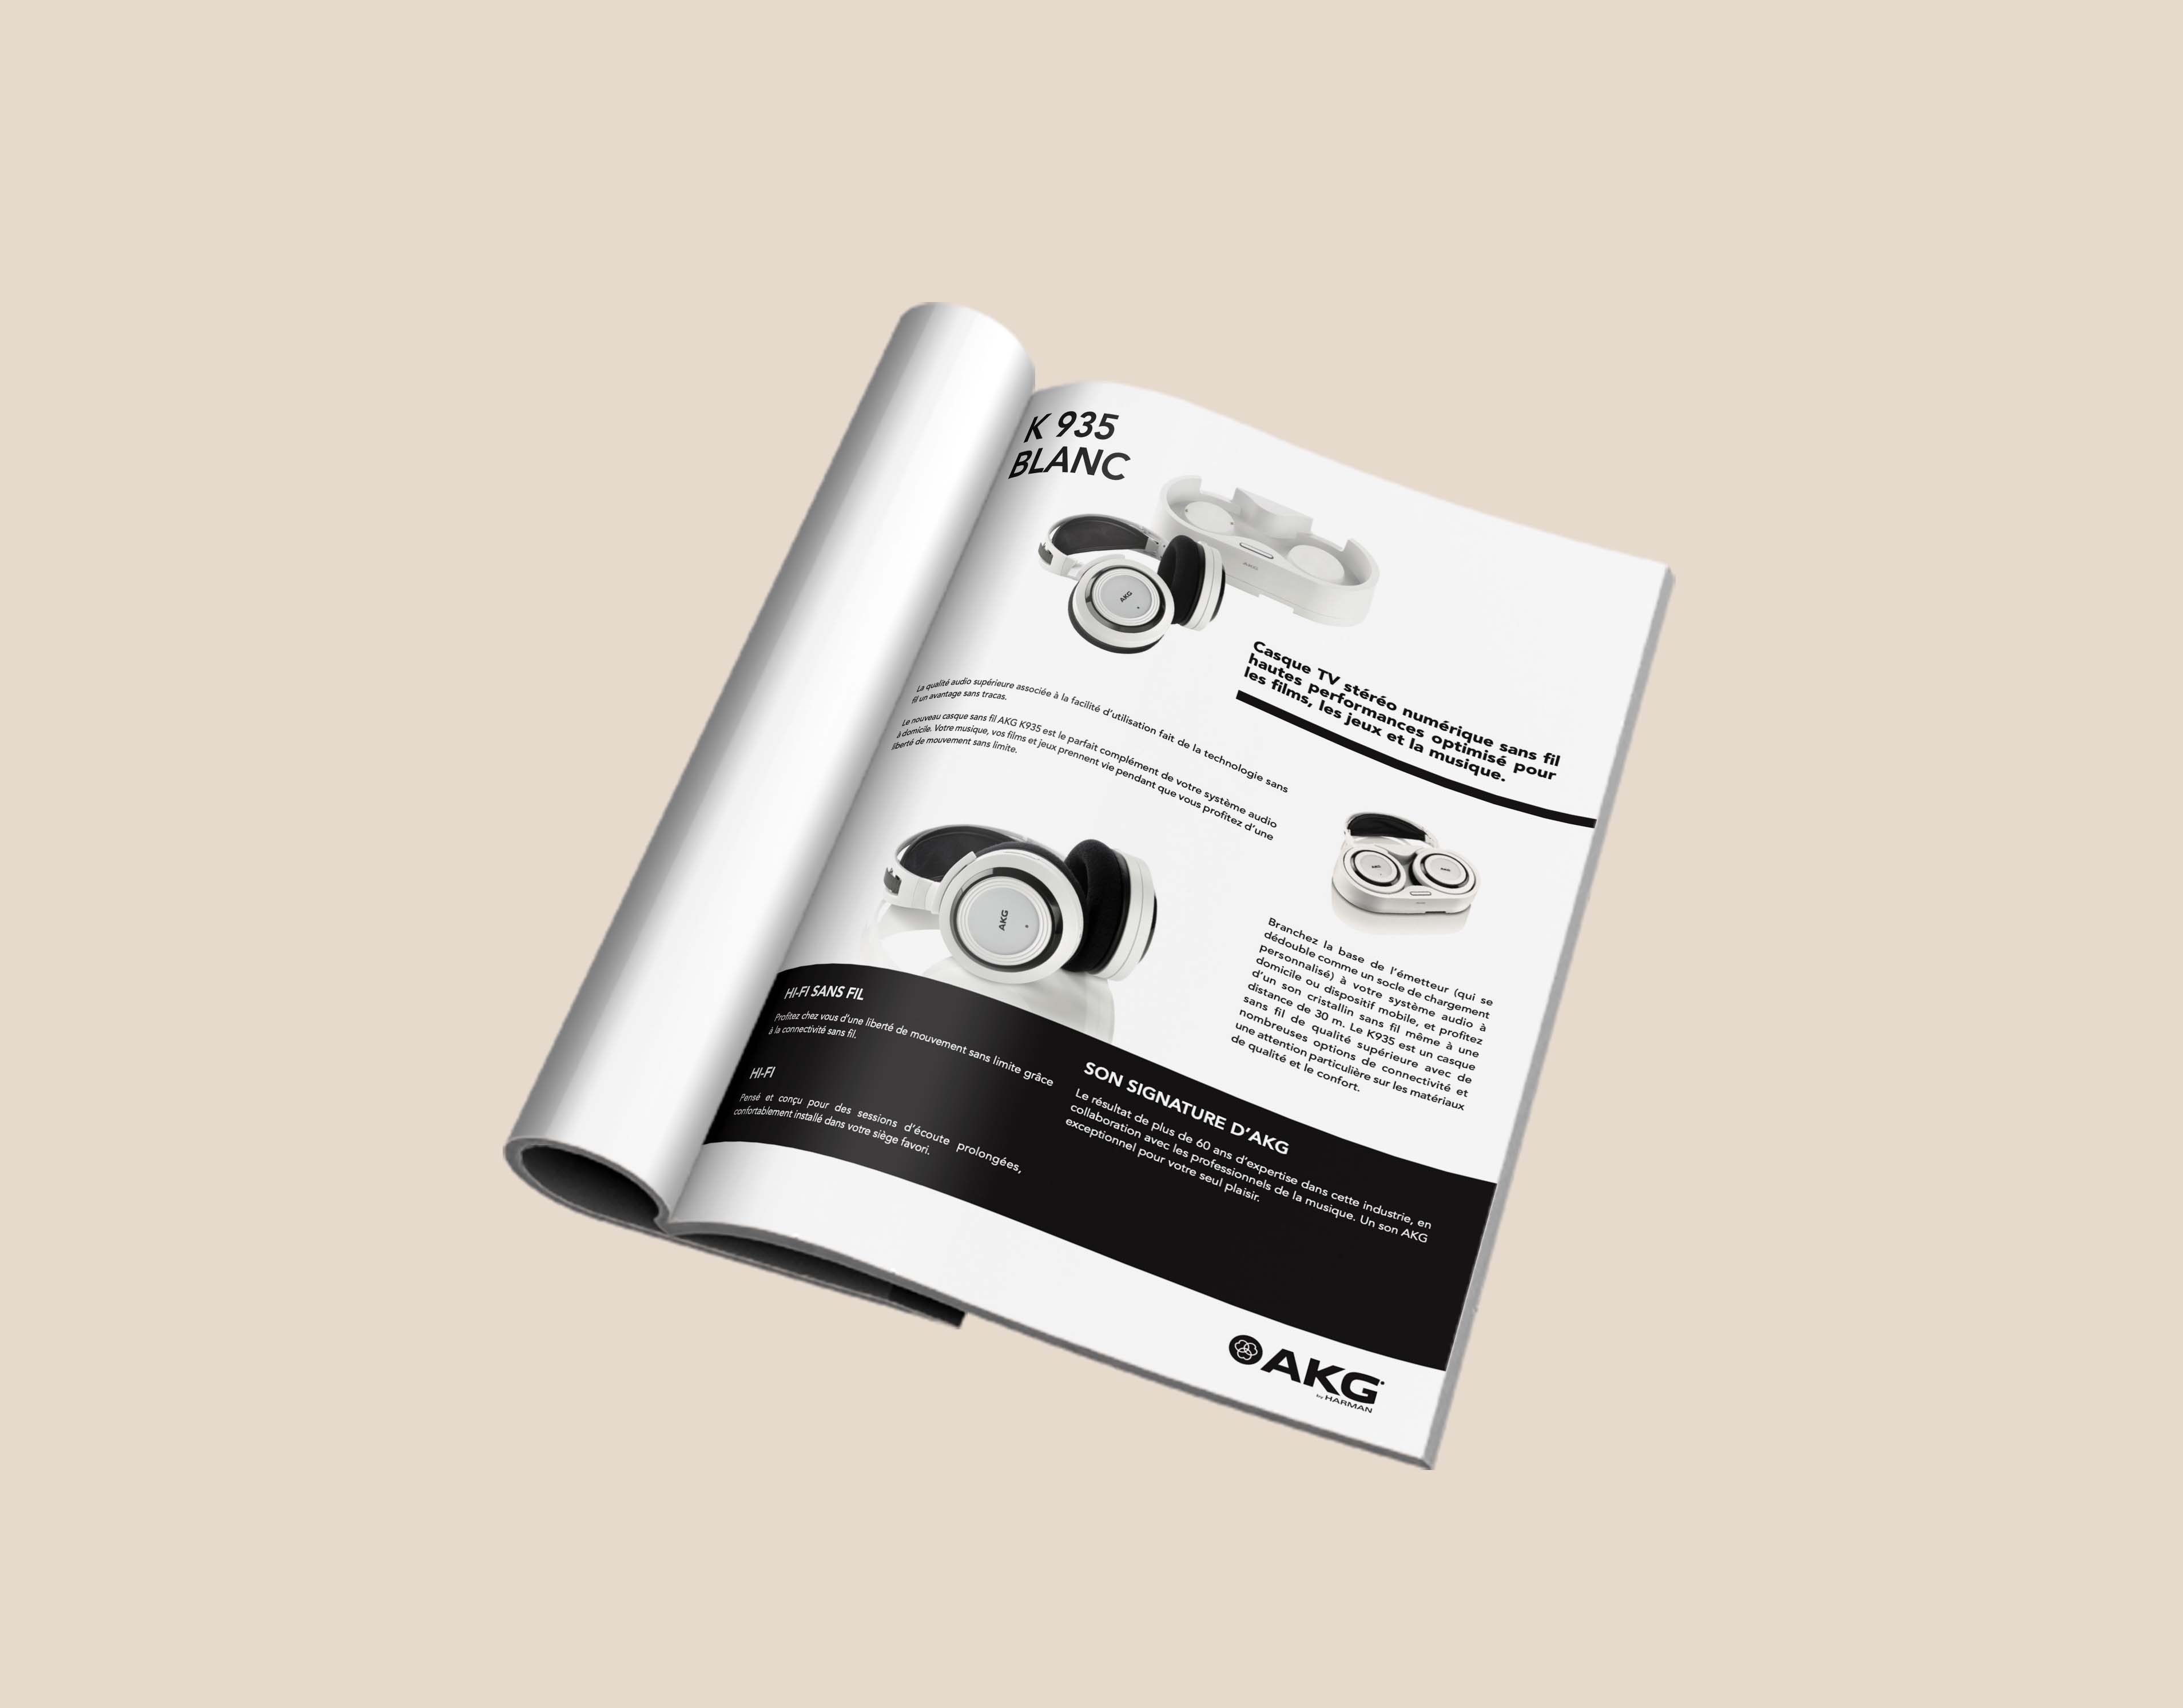 K 935
BLANC
AKG
AKG
Casque TV stéréo numérique sans fil
hautes performances optimisé pour
les films, les jeux et la musique.
La qualité audio supérieure associée à la facilité d'utilisation fait de la technologie sans
fil un avantage sans tracas.
Le nouveau casque sans fil AKG K935 est le parfait complément de votre système audio
à domicile. Votre musique, vos films et jeux prennent vie pendant que vous profitez d'une
liberté de mouvement sans limite.
AKG
AKG
AKG
Branchez la base de l'émetteur (qui se
dédouble comme un socle de chargement
personnalisé) à votre système audio à
domicile ou dispositif mobile, et profitez
d'un son cristallin sans fil même à une
distance de 30 m. Le K935 est un casque
sans fil de qualité supérieure avec de
nombreuses options de connectivité et
une attention particulière sur les matériaux
de qualité et le confort.
HI-FI SANS FIL
Profitez chez vous d'une liberté de mouvement sans limite grâce
à la connectivité sans fil.
HI-FI
Pensé et conçu pour des sessions d'écoute prolongées,
confortablement installé dans votre siège favori.
SON SIGNATURE D'AKG
Le résultat de plus de 60 ans d'expertise dans cette industrie, en
collaboration avec les professionnels de la musique. Un son AKG
exceptionnel pour votre seul plaisir.
AKG
by HARMAN